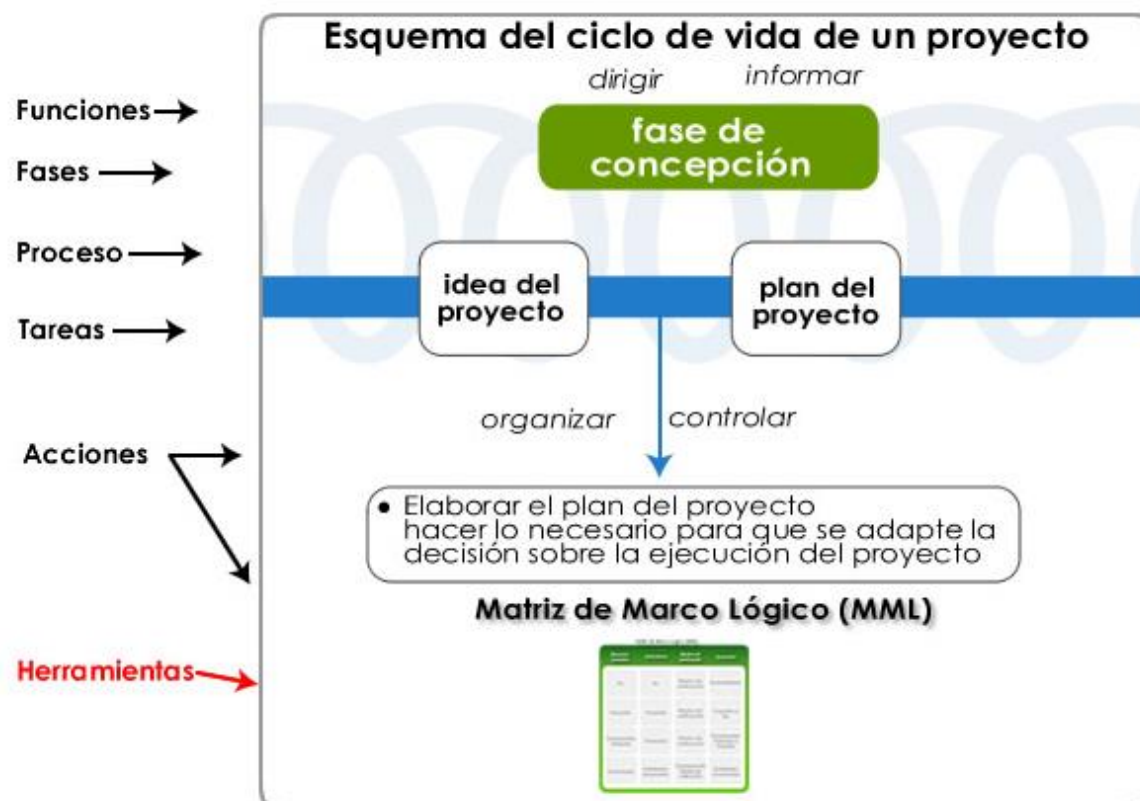 Esquema del ciclo de vida de un proyecto
dirigir informar
Funciones
fase de
concepción
Fases
Proceso
idea del
proyecto
plan del
proyecto
Tareas
organizar controlar
Acciones
• Elaborar el plan del proyecto
hacer lo necesario para que se adapte la
decisión sobre la ejecución del proyecto
Matriz de Marco Lógico (MML)
Herramientas